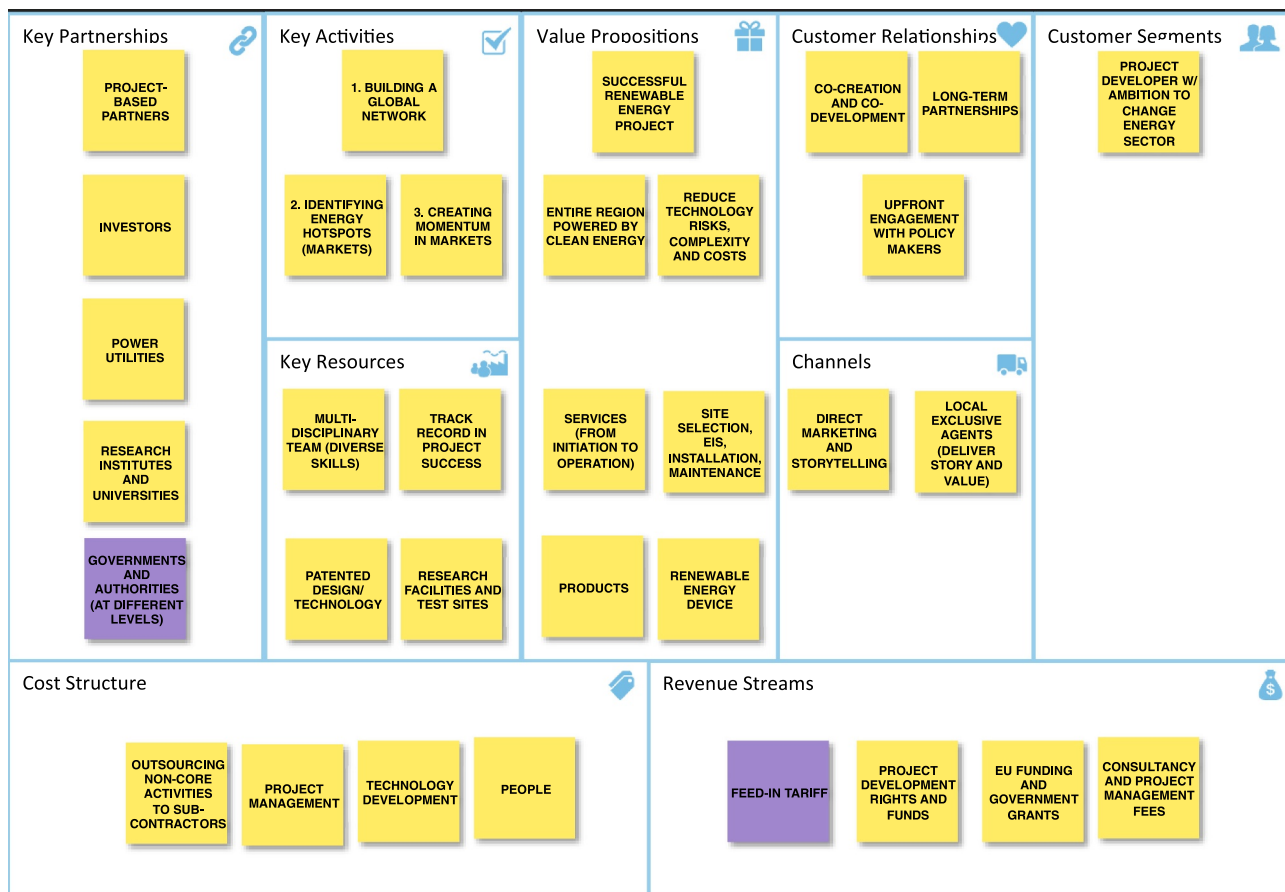 Key Partnerships
PROJECT-
BASED
PARTNERS
INVESTORS
POWER
UTILITIES
RESEARCH
INSTITUTES
AND
UNIVERSITIES
GOVERNMENTS
AND
AUTHORITIES
(AT DIFFERENT
LEVELS)
Key Activities
1. BUILDING A
GLOBAL
NETWORK
2. IDENTIFYING
ENERGY
HOTSPOTS
(MARKETS)
3. CREATING
MOMENTUM
IN MARKETS
Key Resources
MULTI-
DISCIPLINARY
TEAM (DIVERSE
SKILLS)
TRACK
RECORD IN
PROJECT
SUCCESS
PATENTED
DESIGN/
TECHNOLOGY
RESEARCH
FACILITIES AND
TEST SITES
Value Propositions
SUCCESSFUL
RENEWABLE
ENERGY
PROJECT
ENTIRE REGION
POWERED BY
CLEAN ENERGY
REDUCE
TECHNOLOGY
RISKS,
COMPLEXITY
AND COSTS
SERVICES
(FROM
INITIATION TO
OPERATION)
SITE
SELECTION,
EIS,
INSTALLATION,
MAINTENANCE
PRODUCTS
RENEWABLE
ENERGY
DEVICE
Customer Relationships
CO-CREATION
AND CO-
DEVELOPMENT
LONG-TERM
PARTNERSHIPS
UPFRONT
ENGAGEMENT
WITH POLICY
MAKERS
Channels
DIRECT
MARKETING
AND
STORYTELLING
LOCAL
EXCLUSIVE
AGENTS
(DELIVER
STORY AND
VALUE)
Customer Segments
PROJECT
DEVELOPER W/
AMBITION TO
CHANGE
ENERGY
SECTOR
Cost Structure
OUTSOURCING
NON-CORE
ACTIVITIES
TO SUB-
CONTRACTORS
PROJECT
MANAGEMENT
TECHNOLOGY
DEVELOPMENT
PEOPLE
Revenue Streams
FEED-IN TARIFF
PROJECT
DEVELOPMENT
RIGHTS AND
FUNDS
EU FUNDING
AND
GOVERNMENT
GRANTS
CONSULTANCY
AND PROJECT
MANAGEMENT
FEES
$